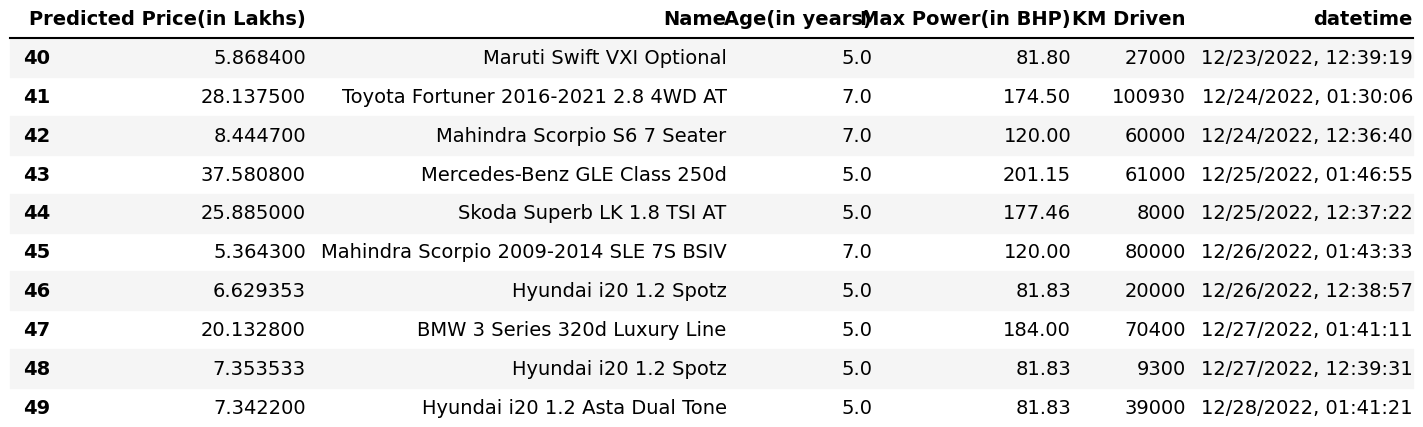 Predicted Price(in Lakhs) Name Age(in years) Max Power(in BHP) KM Driven datetime
40 5.868400 Maruti Swift VXI Optional 5.0 81.80 27000 12/23/2022, 12:39:19
41 28.137500 Toyota Fortuner 2016-2021 2.8 4WD AT 7.0 174.50 100930 12/24/2022, 01:30:06
42 8.444700 Mahindra Scorpio S6 7 Seater 7.0 120.00 60000 12/24/2022, 12:36:40
43 37.580800 Mercedes-Benz GLE Class 250d 5.0 201.15 61000 12/25/2022, 01:46:55
44 25.885000 Skoda Superb LK 1.8 TSI AT 5.0 177.46 8000 12/25/2022, 12:37:22
45 5.364300 Mahindra Scorpio 2009-2014 SLE 7S BSIV 7.0 120.00 80000 12/26/2022, 01:43:33
46 6.629353 Hyundai i20 1.2 Spotz 5.0 81.83 20000 12/26/2022, 12:38:57
47 20.132800 BMW 3 Series 320d Luxury Line 5.0 184.00 70400 12/27/2022, 01:41:11
48 7.353533 Hyundai i20 1.2 Spotz 5.0 81.83 9300 12/27/2022, 12:39:31
49 7.342200 Hyundai i20 1.2 Asta Dual Tone 5.0 81.83 39000 12/28/2022, 01:41:21